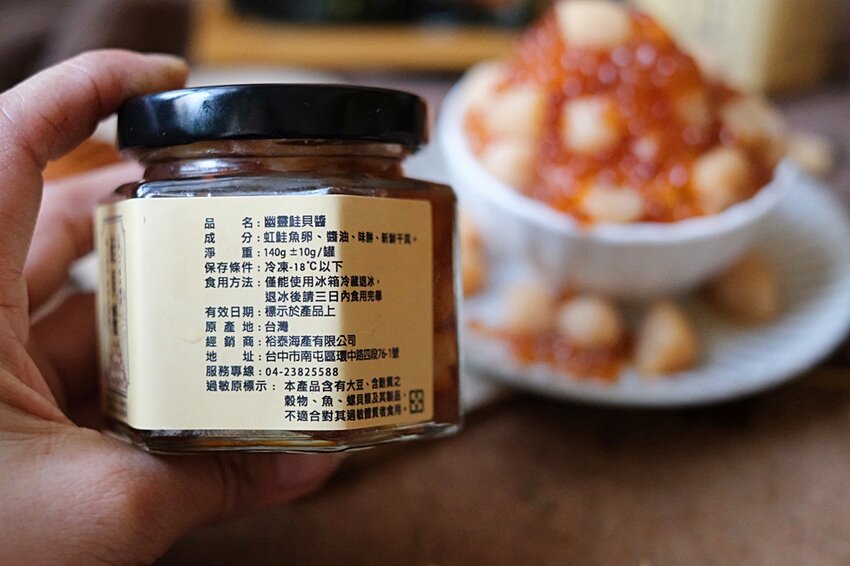 品名：幽靈鮭貝醬
成分：虹鮭魚卵、醬油、味醂、新鮮干貝。
淨重：140g ±10g/罐
保存條件：冷凍-18℃以下
食用方法：僅能使用冰箱冷藏退冰，
退冰後請三日內食用完畢
有效日期：標示於產品上
原產地：台灣
經銷商：裕泰海產有限公司
地址：台中市南屯區環中路四段76-1號
服務專線：04-23825588
過敏原標示：本產品含有大豆、含麩質之
穀物、魚、螺貝類及其製品，
不適合對其過敏體質者食用。